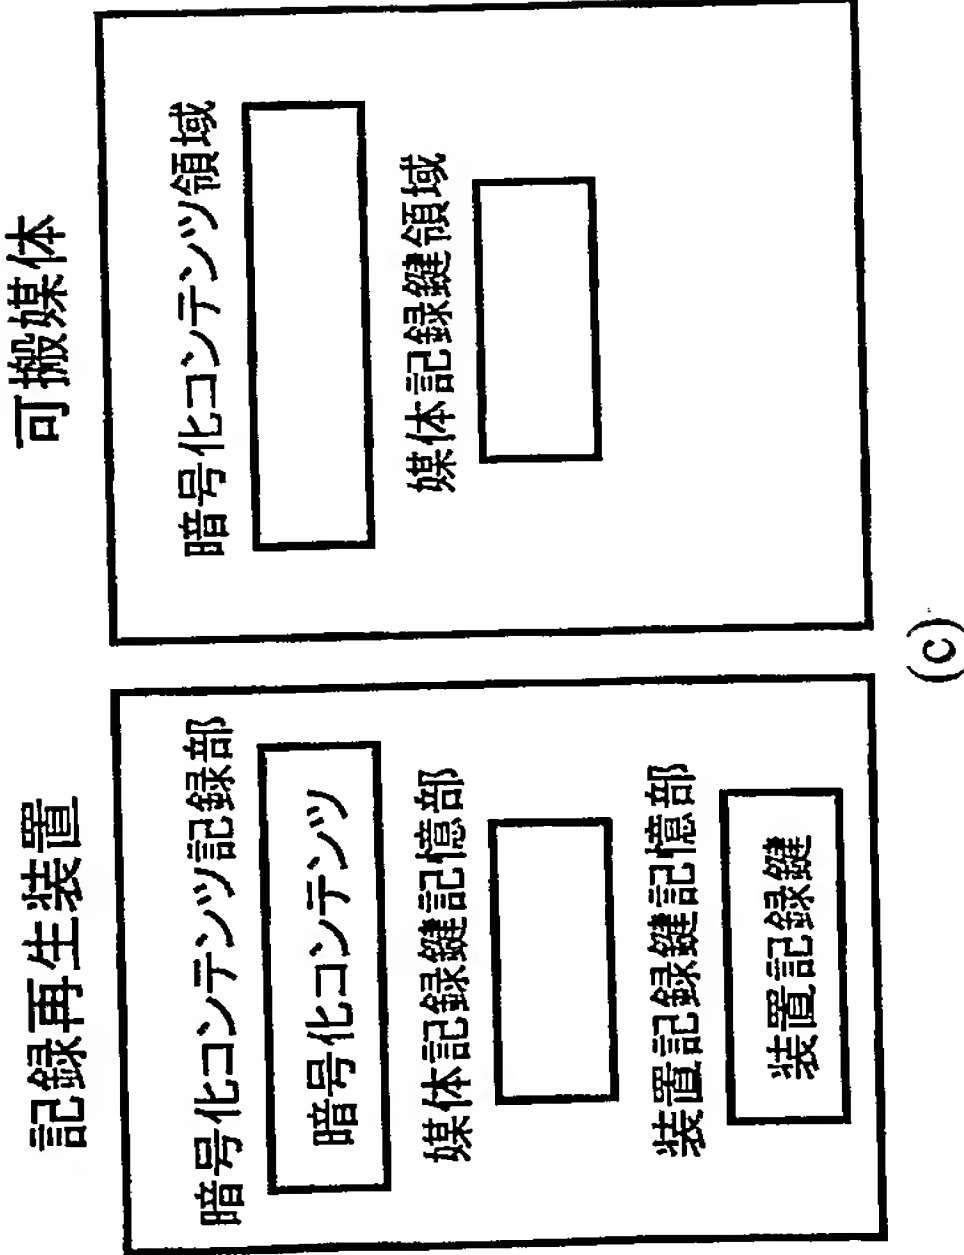 記録再生装置
暗号化コンテンツ記録部
暗号化コンテンツ
媒体記録鍵記憶部
装置記録鍵記憶部
装置記録鍵
可搬媒体
暗号化コンテンツ領域
媒体記録鍵領域
(c)